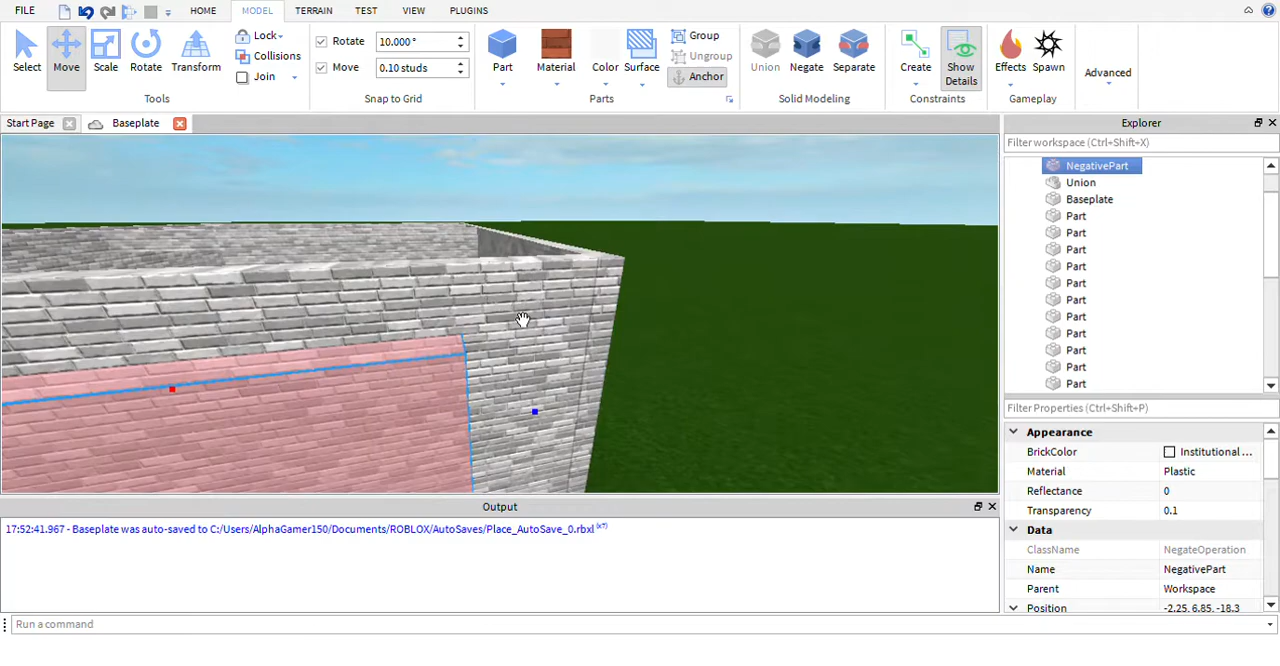 FILE HOME MODEL TERRAIN TEST VIEW PLUGINS
Select Move Scale Rotate Transform
Lock
Collisions
Join
Tools
Rotate 10.000 °
Move 0.10 studs
Snap to Grid
Part Material Color Surface
Group
Ungroup
Anchor
Parts
Union Negate Separate
Solid Modeling
Create Show Details
Constraints
Effects Spawn
Gameplay
Advanced
Start Page Baseplate
Explorer
Filter workspace (Ctrl+Shift+X)
NegativePart
Union
Baseplate
Part
Part
Part
Part
Part
Part
Part
Part
Part
Part
Part
Filter Properties (Ctrl+Shift+P)
Appearance
BrickColor Institutional ...
Material Plastic
Reflectance 0
Transparency 0.1
Data
ClassName NegateOperation
Name NegativePart
Parent Workspace
Position -2.25, 6.85, -18.3
Output
17:52:41.967 - Baseplate was auto-saved to C:/Users/AlphaGamer150/Documents/ROBLOX/AutoSaves/Place_AutoSave_0.rbxl (x7)
Run a command